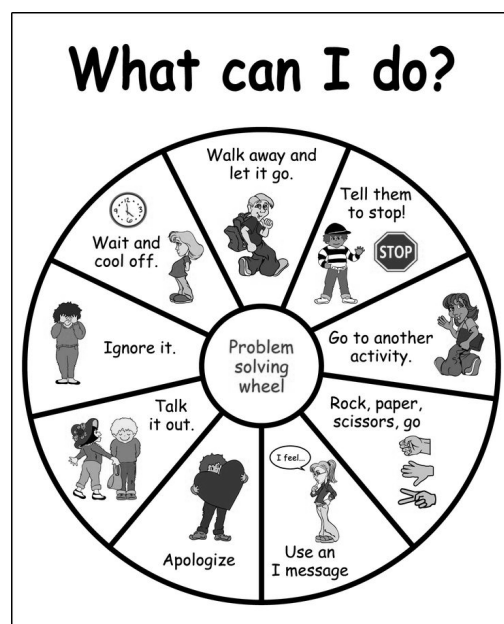 What can I do?
Walk away and
let it go.
Tell them
to stop!
STOP
Go to another
activity.
Rock, paper,
scissors, go
I feel...
Use an
I message
Apologize
Talk
it out.
Ignore it.
Wait and
cool off.
Problem
solving
wheel